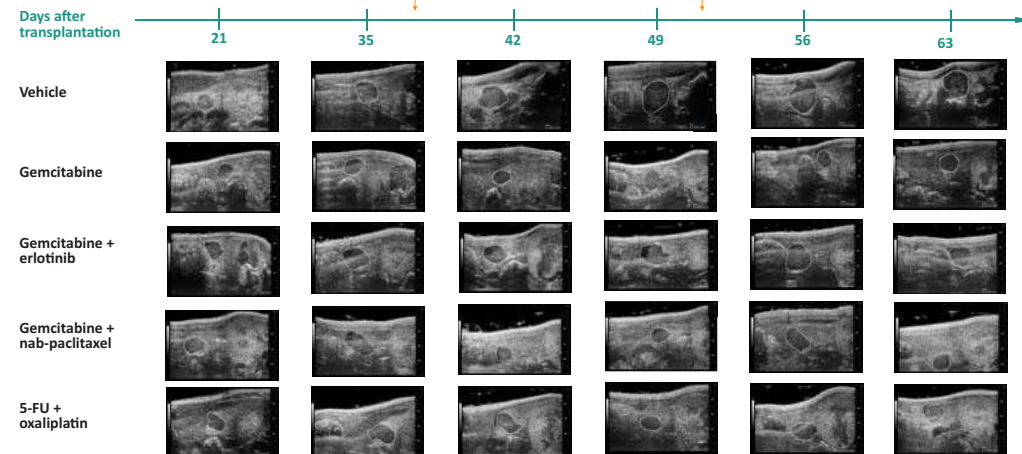 Days after
transplantation
21
35
42
49
56
63
Vehicle
Gemcitabine
Gemcitabine +
erlotinib
Gemcitabine +
nab-paclitaxel
5-FU +
oxaliplatin